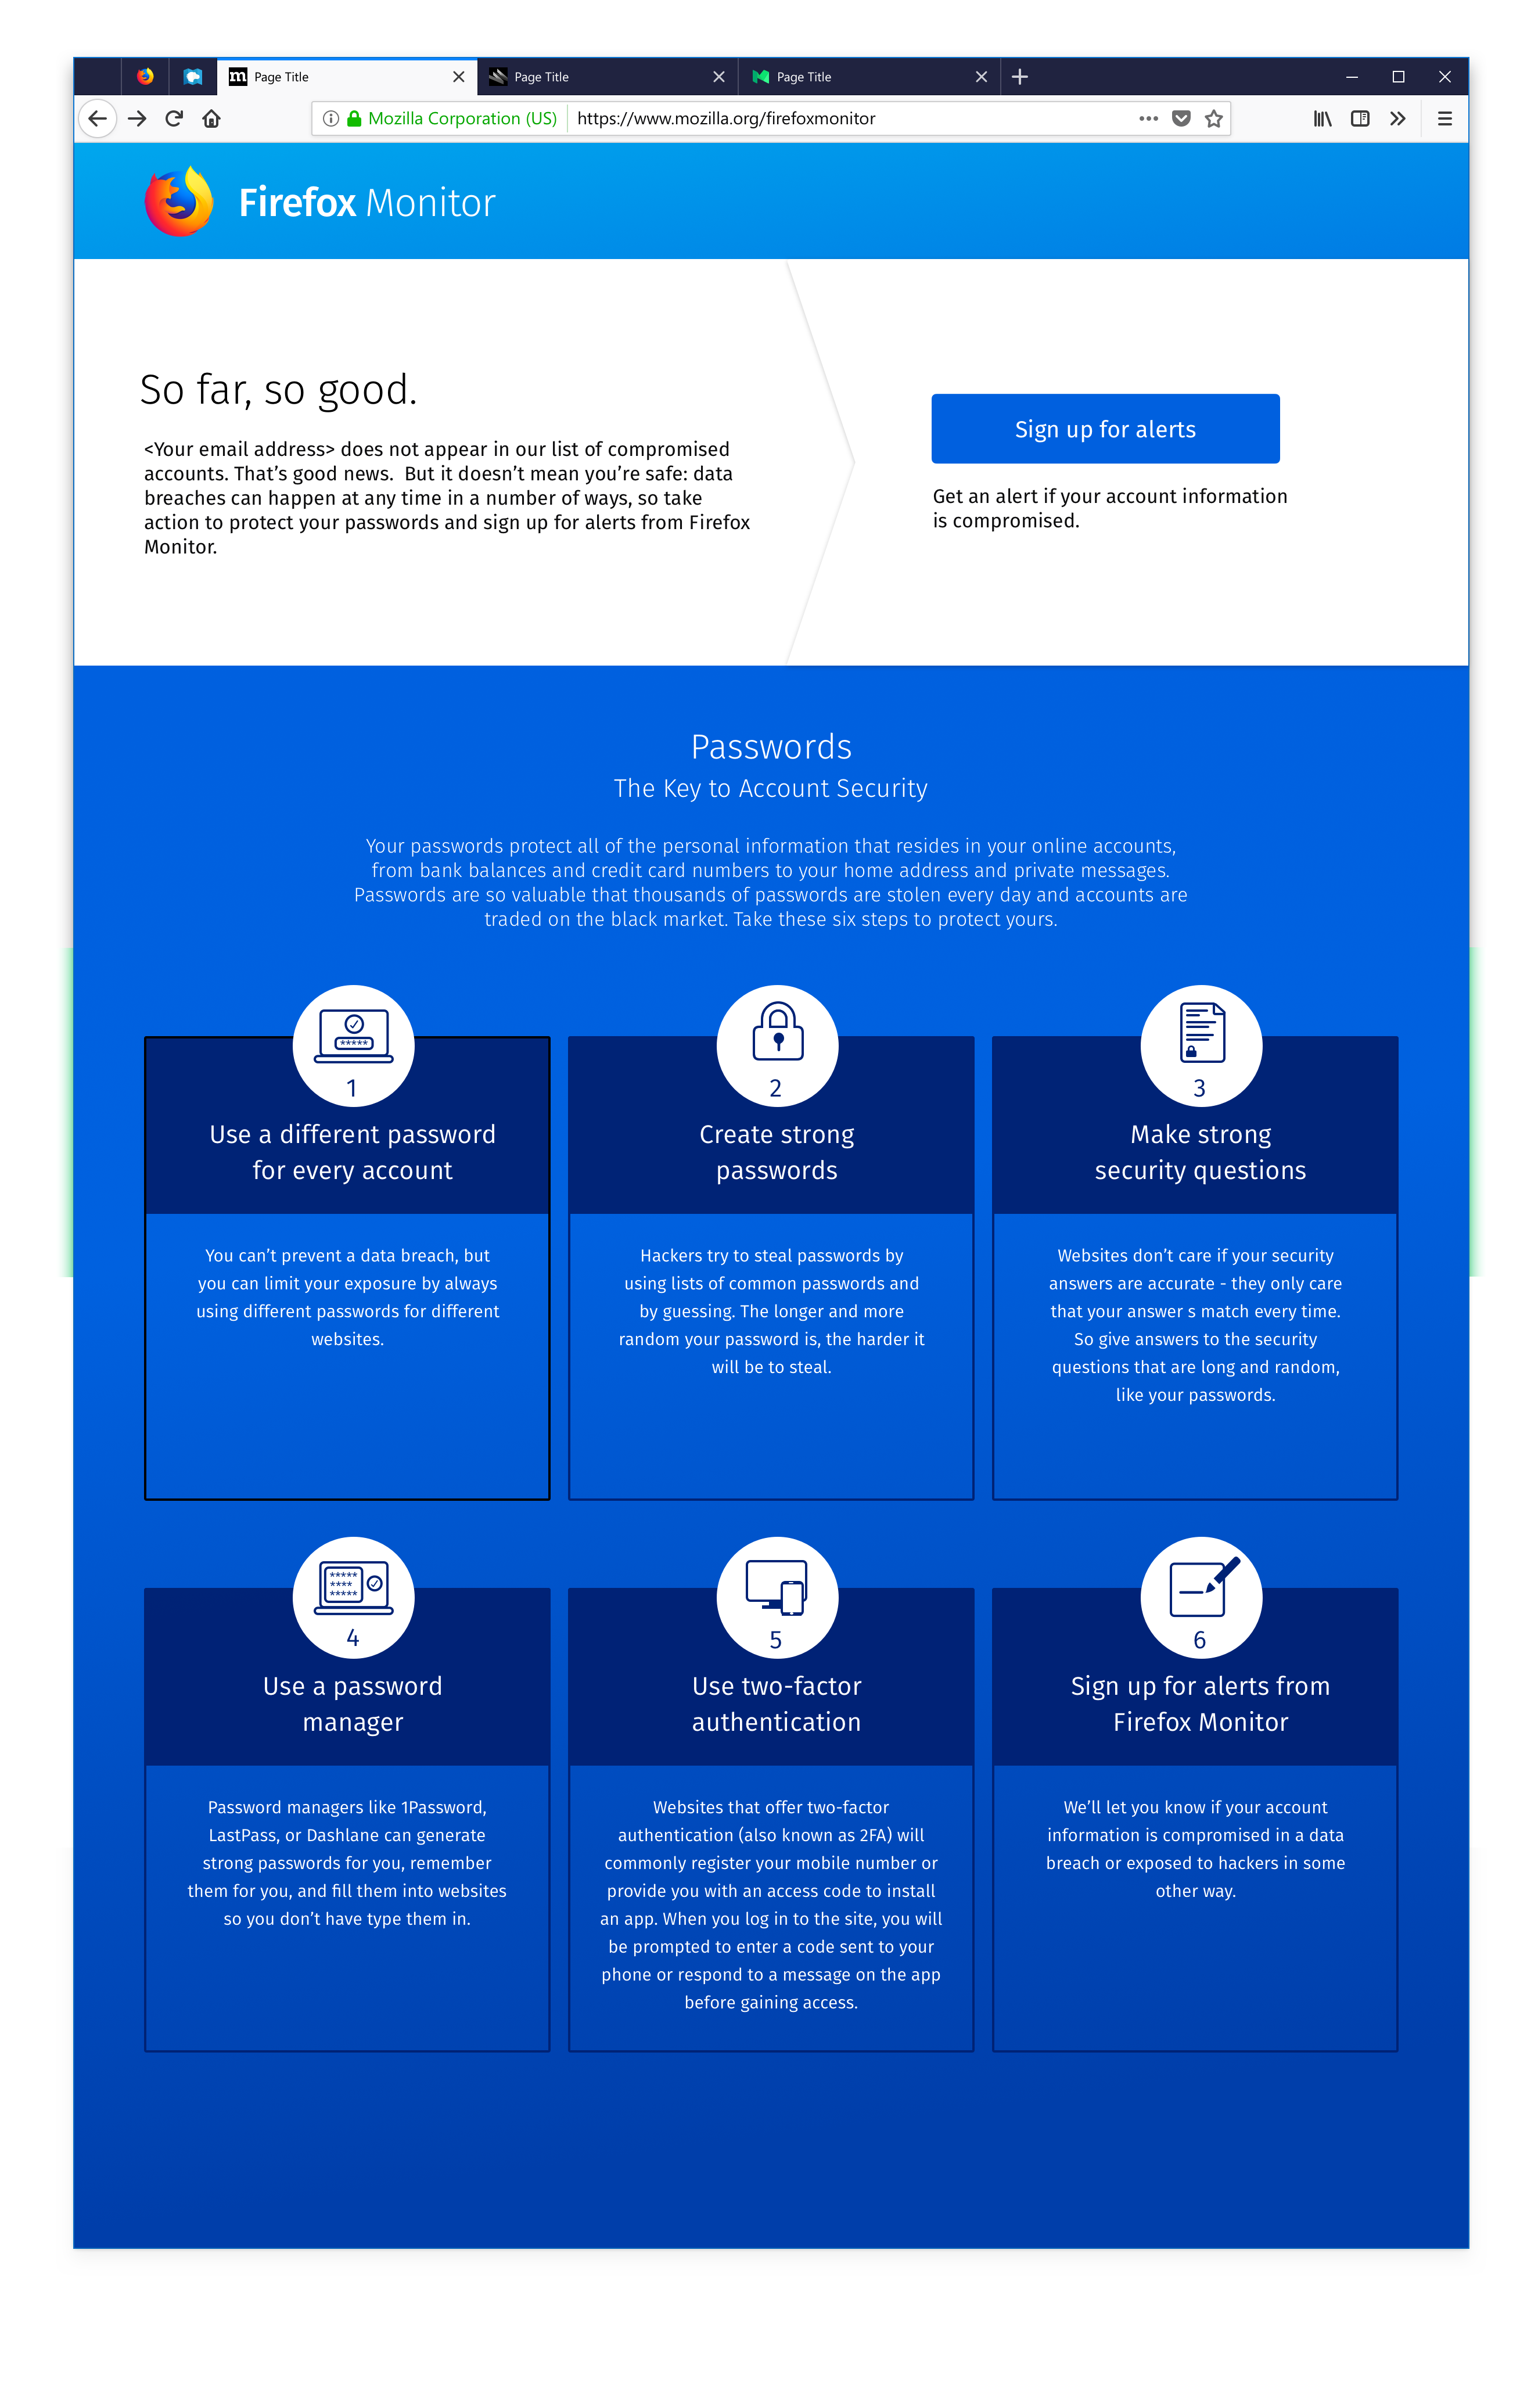 Page Title
Page Title
Page Title
Mozilla Corporation (US)
https://www.mozilla.org/firefoxmonitor
Firefox Monitor
So far, so good.
<Your email address> does not appear in our list of compromised
accounts. That’s good news.  But it doesn’t mean you’re safe: data
breaches can happen at any time in a number of ways, so take
action to protect your passwords and sign up for alerts from Firefox
Monitor.
Sign up for alerts
Get an alert if your account information
is compromised.
Passwords
The Key to Account Security
Your passwords protect all of the personal information that resides in your online accounts,
from bank balances and credit card numbers to your home address and private messages.
Passwords are so valuable that thousands of passwords are stolen every day and accounts are
traded on the black market. Take these six steps to protect yours.
*****
1
Use a different password
for every account
You can’t prevent a data breach, but
you can limit your exposure by always
using different passwords for different
websites.
2
Create strong
passwords
Hackers try to steal passwords by
using lists of common passwords and
by guessing. The longer and more
random your password is, the harder it
will be to steal.
3
Make strong
security questions
Websites don’t care if your security
answers are accurate - they only care
that your answer s match every time.
So give answers to the security
questions that are long and random,
like your passwords.
*****
****
*****
4
Use a password
manager
Password managers like 1Password,
LastPass, or Dashlane can generate
strong passwords for you, remember
them for you, and fill them into websites
so you don’t have type them in.
5
Use two-factor
authentication
Websites that offer two-factor
authentication (also known as 2FA) will
commonly register your mobile number or
provide you with an access code to install
an app. When you log in to the site, you will
be prompted to enter a code sent to your
phone or respond to a message on the app
before gaining access.
6
Sign up for alerts from
Firefox Monitor
We’ll let you know if your account
information is compromised in a data
breach or exposed to hackers in some
other way.